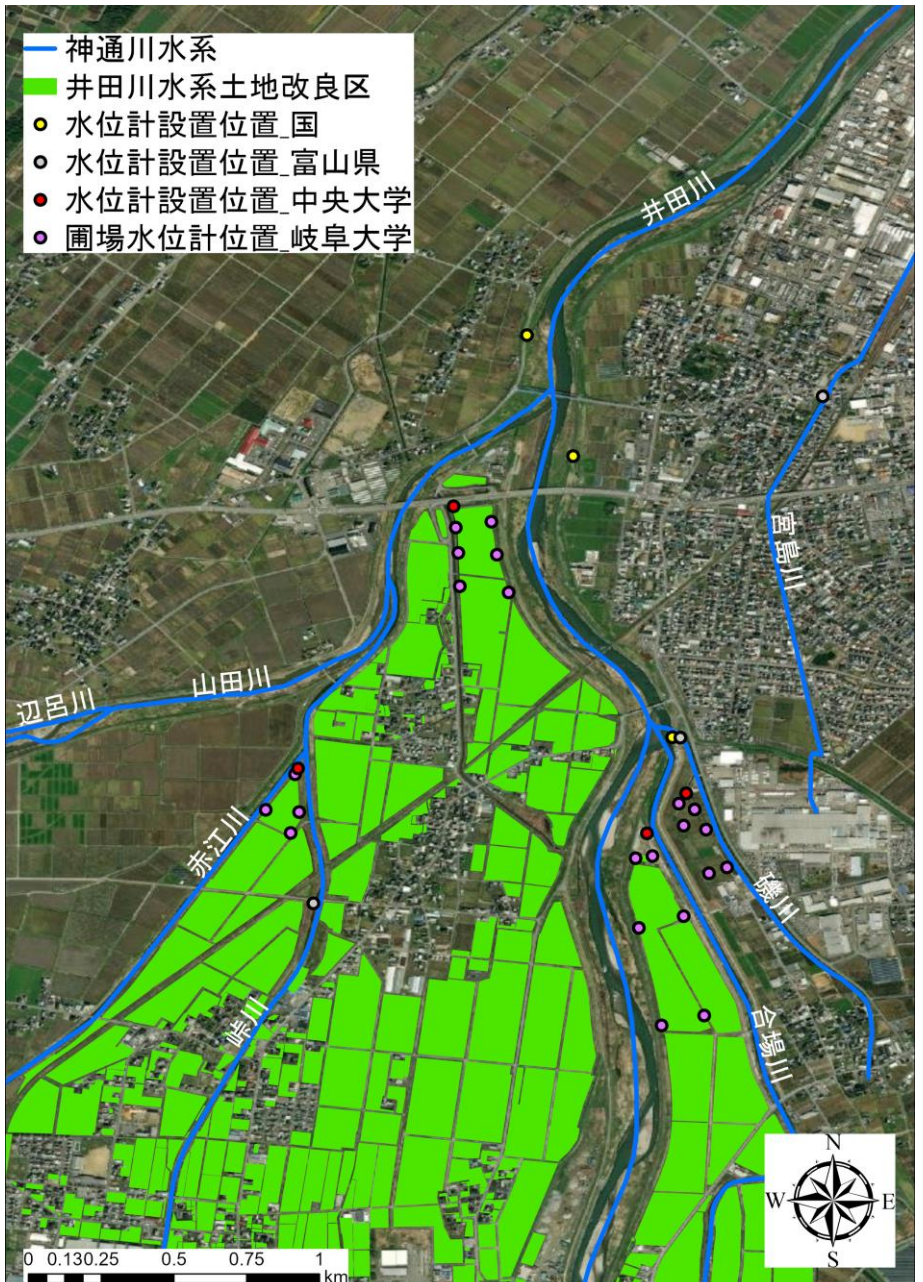 神通川水系
井田川水系土地改良区
水位計設置位置_国
水位計設置位置_富山県
水位計設置位置_中央大学
圃場水位計位置_岐阜大学
井田川
宮島川
山田川
辺呂川
赤江川
磯川
峠川
合場川
N
W
E
S
0 0.130.25 0.5 0.75 1
km